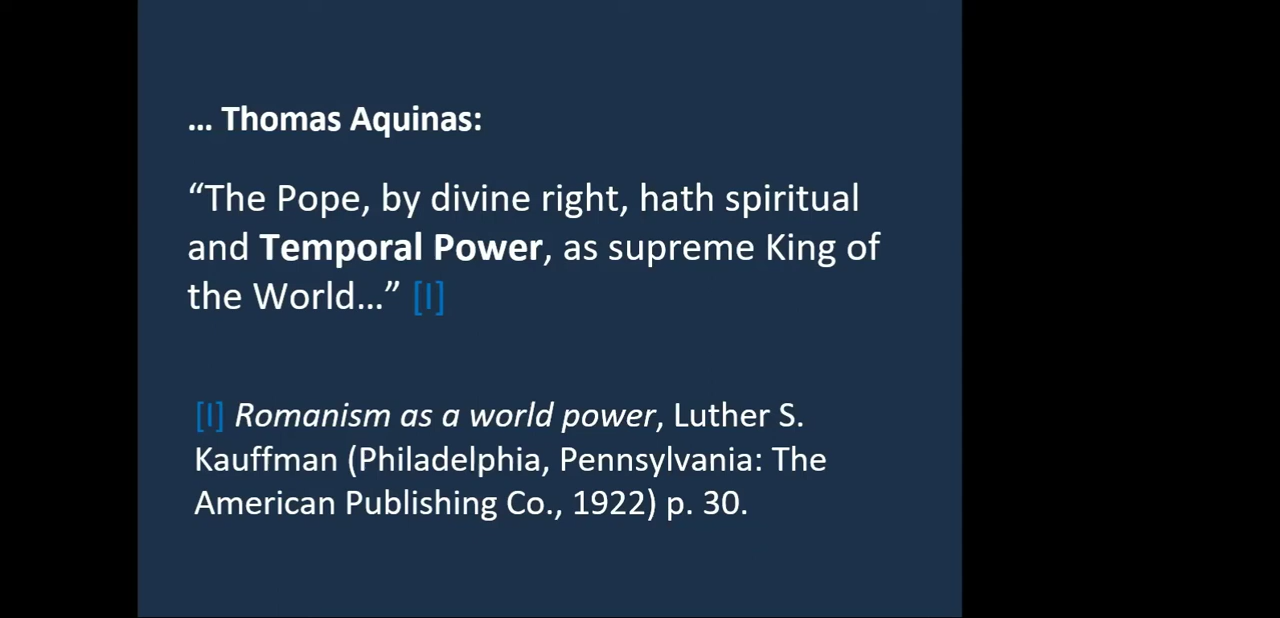 … Thomas Aquinas:
“The Pope, by divine right, hath spiritual
and Temporal Power, as supreme King of
the World…” [I]
[I] Romanism as a world power, Luther S.
Kauffman (Philadelphia, Pennsylvania: The
American Publishing Co., 1922) p. 30.